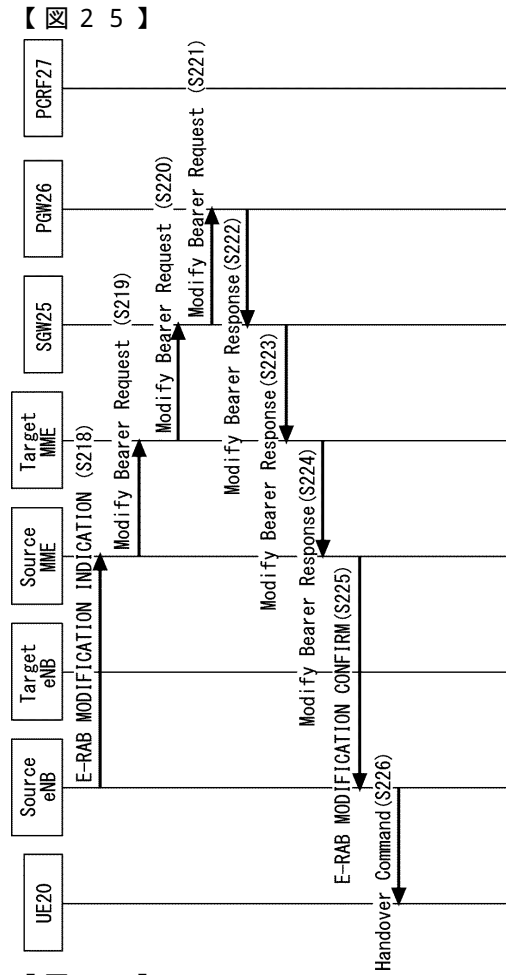 【図２５】
UE20
Source
eNB
Target
eNB
Source
MME
Target
MME
SGW25
PGW26
PCRF27
E-RAB MODIFICATION INDICATION (S218)
Modify Bearer Request (S219)
Modify Bearer Request (S220)
Modify Bearer Request (S221)
Modify Bearer Response(S222)
Modify Bearer Response(S223)
Modify Bearer Response(S224)
E-RAB MODIFICATION CONFIRM(S225)
Handover Command(S226)